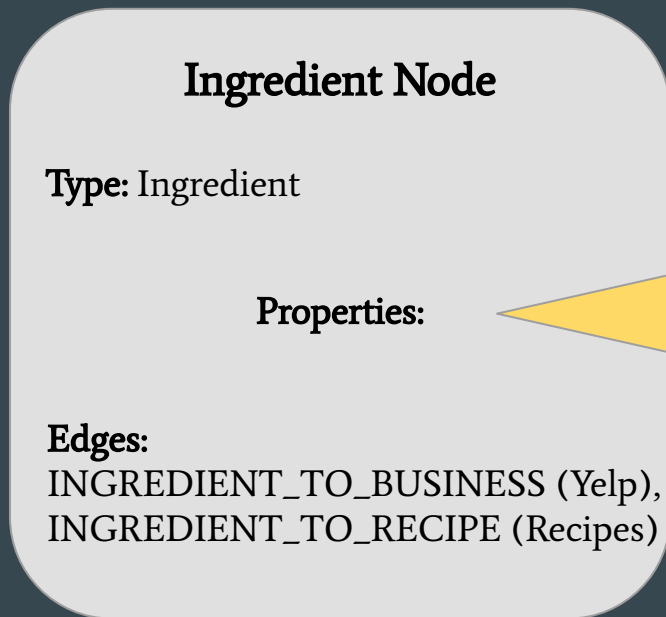 Ingredient Node
Type: Ingredient
Properties:
Edges:
INGREDIENT_TO_BUSINESS (Yelp),
INGREDIENT_TO_RECIPE (Recipes)